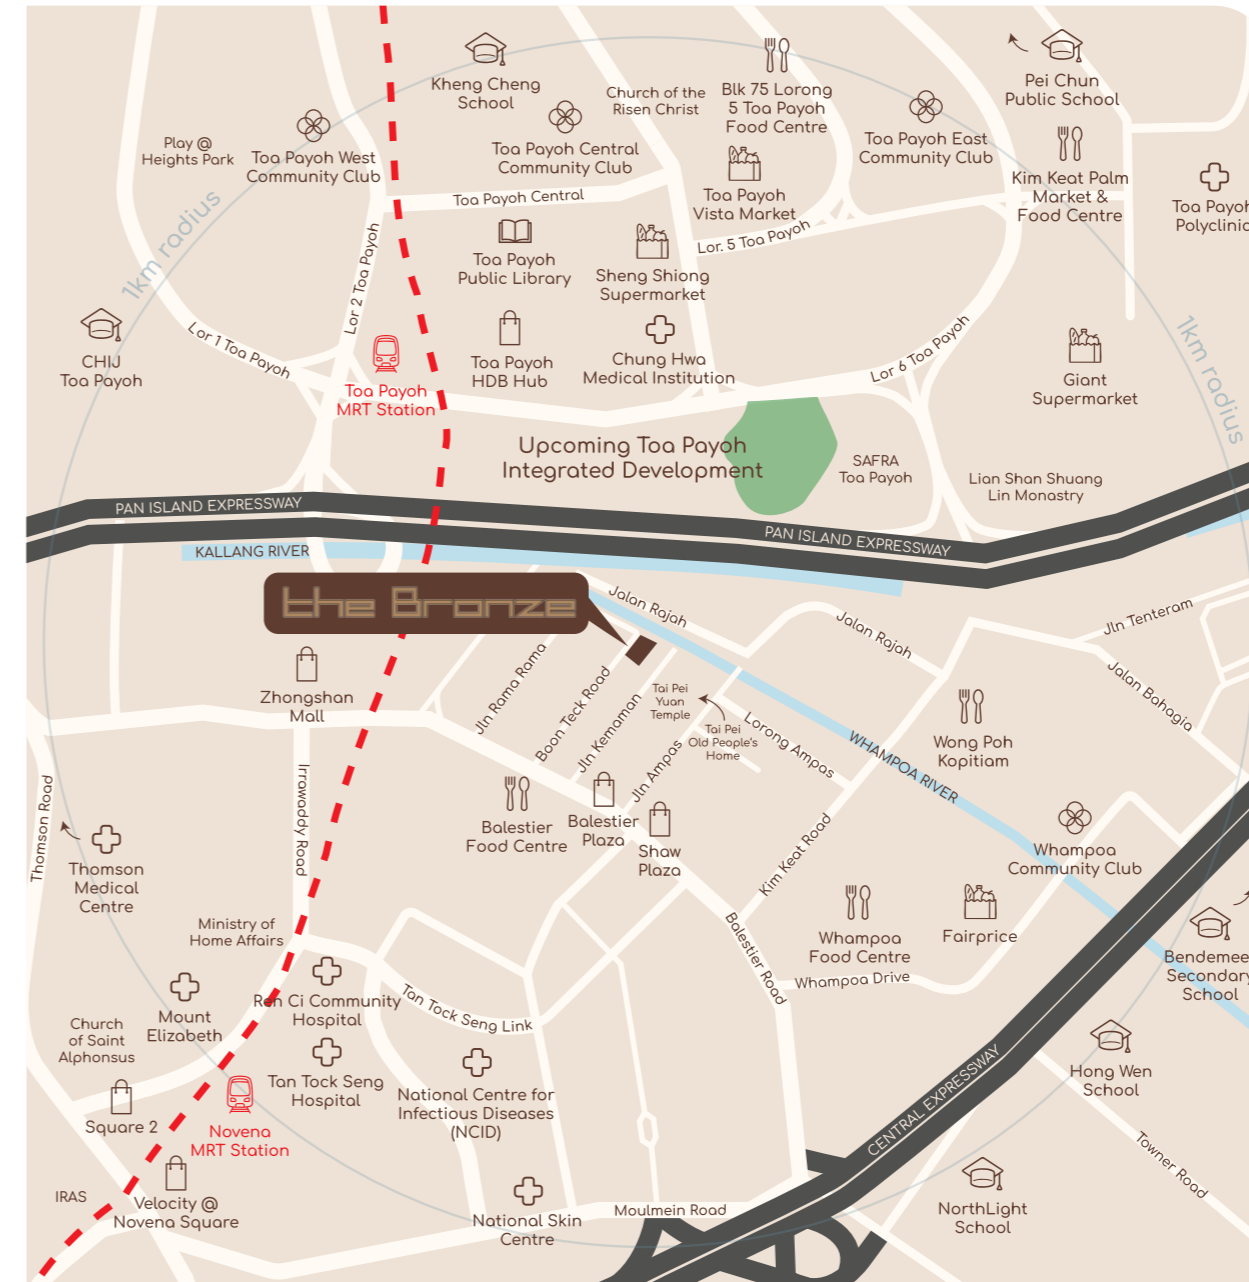 Kheng Cheng
School
Church of the
Risen Christ
Blk 75 Lorong
5 Toa Payoh
Food Centre
Pei Chun
Public School
Play @
Heights Park
Toa Payoh West
Community Club
Toa Payoh Central
Community Club
Toa Payoh East
Community Club
Kim Keat Palm
Market &
Food Centre
Toa Payoh
Vista Market
Toa Payoh
Polyclinic
Toa Payoh Central
1km radius
Lor 2 Toa Payoh
Toa Payoh
Public Library
Sheng Shiong
Supermarket
Lor. 5 Toa Payoh
CHIJ
Toa Payoh
Lor 1 Toa Payoh
Toa Payoh
MRT Station
Toa Payoh
HDB Hub
Chung Hwa
Medical Institution
Lor 6 Toa Payoh
Giant
Supermarket
1km radius
Upcoming Toa Payoh
Integrated Development
SAFRA
Toa Payoh
Lian Shan Shuang
Lin Monastry
PAN ISLAND EXPRESSWAY
PAN ISLAND EXPRESSWAY
KALLANG RIVER
the Bronze
Jalan Rajah
Jalan Rajah
Jln Tenteram
Jalan Bahagia
Zhongshan
Mall
Jln Rama Rama
Boon Teck Road
Jln Kemaman
Tai Pei
Yuan
Temple
Tai Pei
Old People's
Home
Jln Ampas
Lorong Ampas
WHAMPOA RIVER
Wong Poh
Kopitiam
Thomson Road
Irrawaddy Road
Balestier
Food Centre
Balestier
Plaza
Shaw
Plaza
Kim Keat Road
Whampoa
Community Club
Thomson
Medical
Centre
Ministry of
Home Affairs
Balestier Road
Whampoa
Food Centre
Fairprice
Whampoa Drive
Bendemee
Secondary
School
Mount
Elizabeth
Ren Ci Community
Hospital
Tan Tock Seng Link
Church
of Saint
Alphonsus
Tan Tock Seng
Hospital
National Centre for
Infectious Diseases
(NCID)
Hong Wen
School
CENTRAL EXPRESSWAY
Square 2
Novena
MRT Station
Towner Road
IRAS
Velocity @
Novena Square
National Skin
Centre
Moulmein Road
NorthLight
School